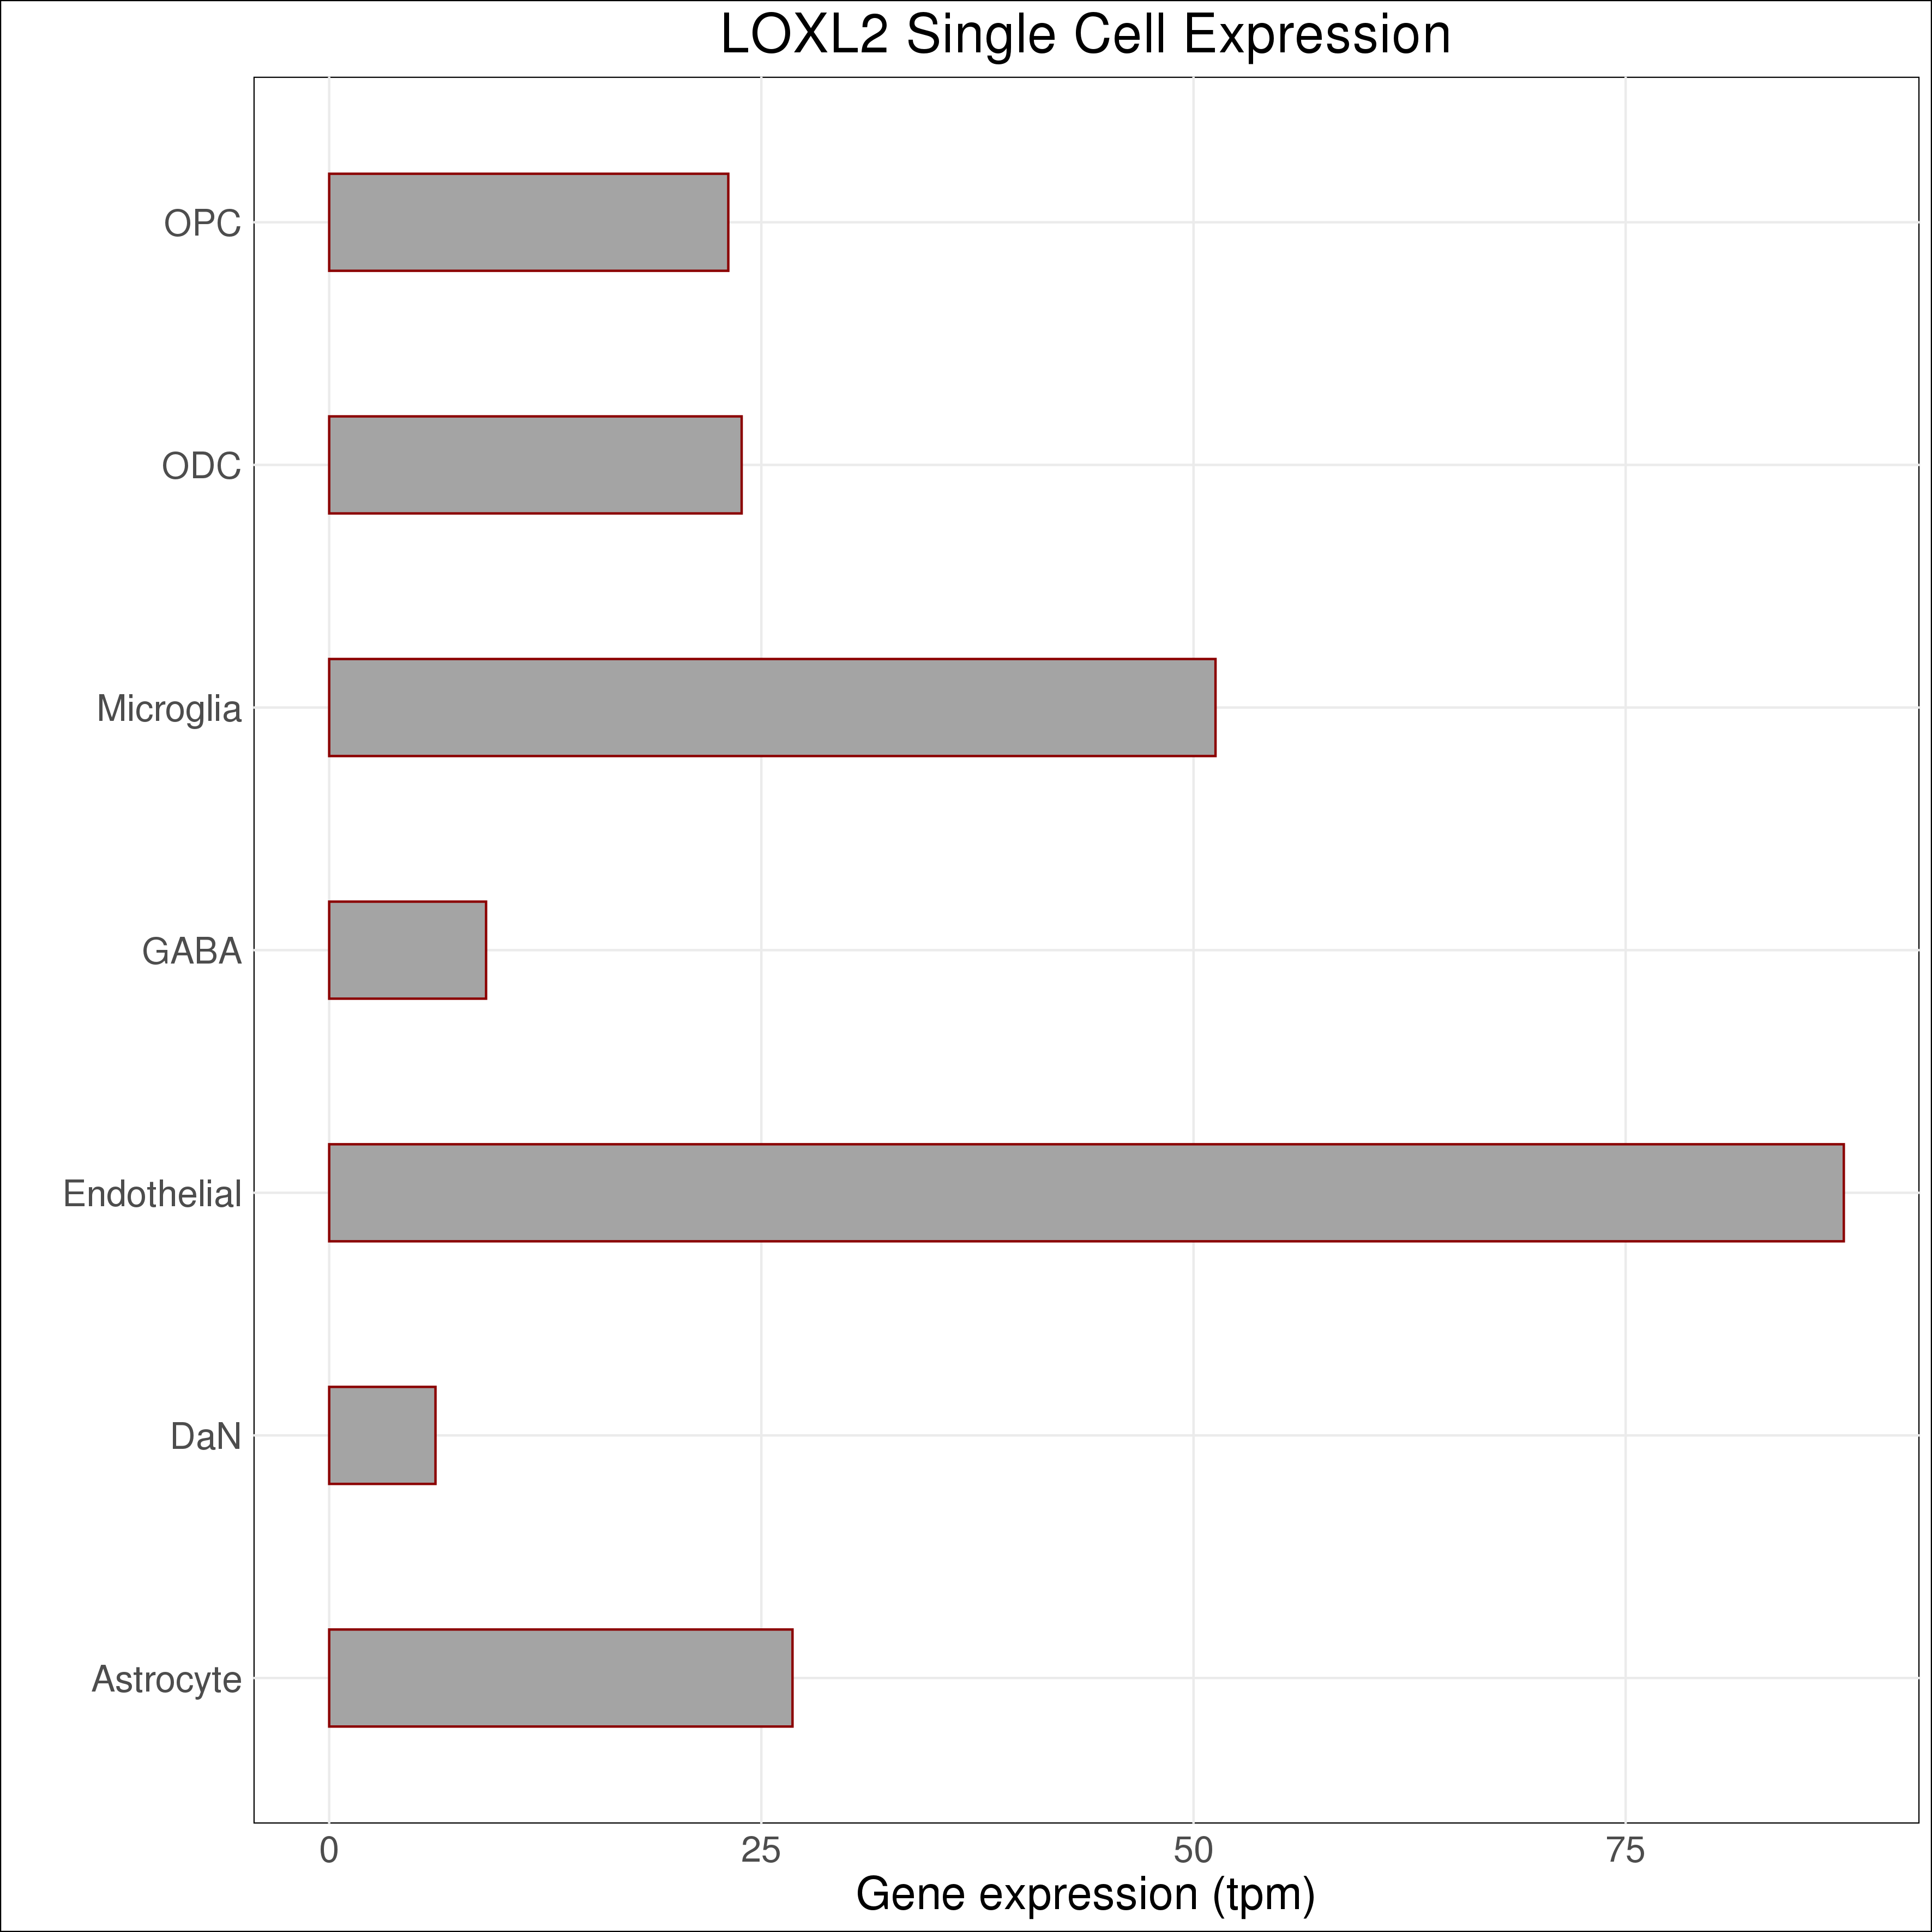 LOXL2 Single Cell Expression
OPC
ODC
Microglia
GABA
Endothelial
DaN
Astrocyte
0 25 50 75
Gene expression (tpm)